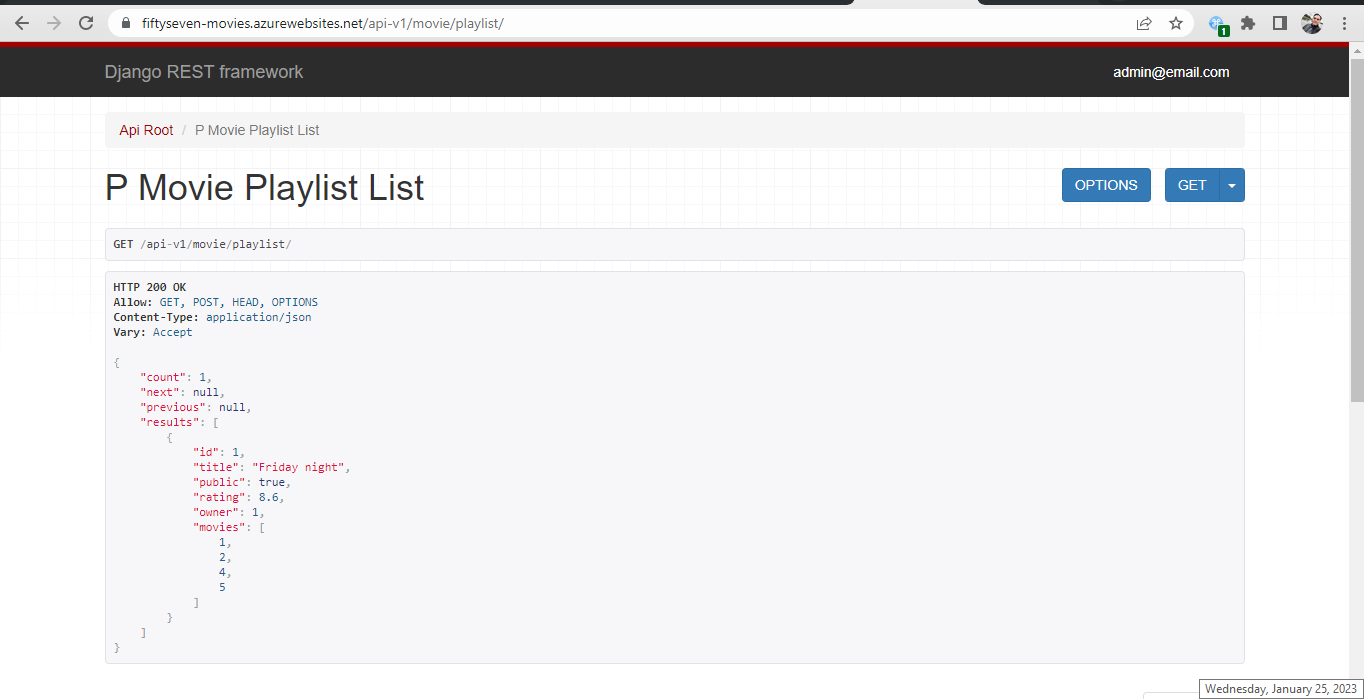 fiftyseven-movies.azurewebsites.net/api-v1/movie/playlist/
1
Django REST framework
admin@email.com
Api Root / P Movie Playlist List
P Movie Playlist List
OPTIONS
GET
GET /api-v1/movie/playlist/
HTTP 200 OK
Allow: GET, POST, HEAD, OPTIONS
Content-Type: application/json
Vary: Accept
{
    "count": 1,
    "next": null,
    "previous": null,
    "results": [
        {
            "id": 1,
            "title": "Friday night",
            "public": true,
            "rating": 8.6,
            "owner": 1,
            "movies": [
                1,
                2,
                4,
                5
            ]
        }
    ]
}
Wednesday, January 25, 2023